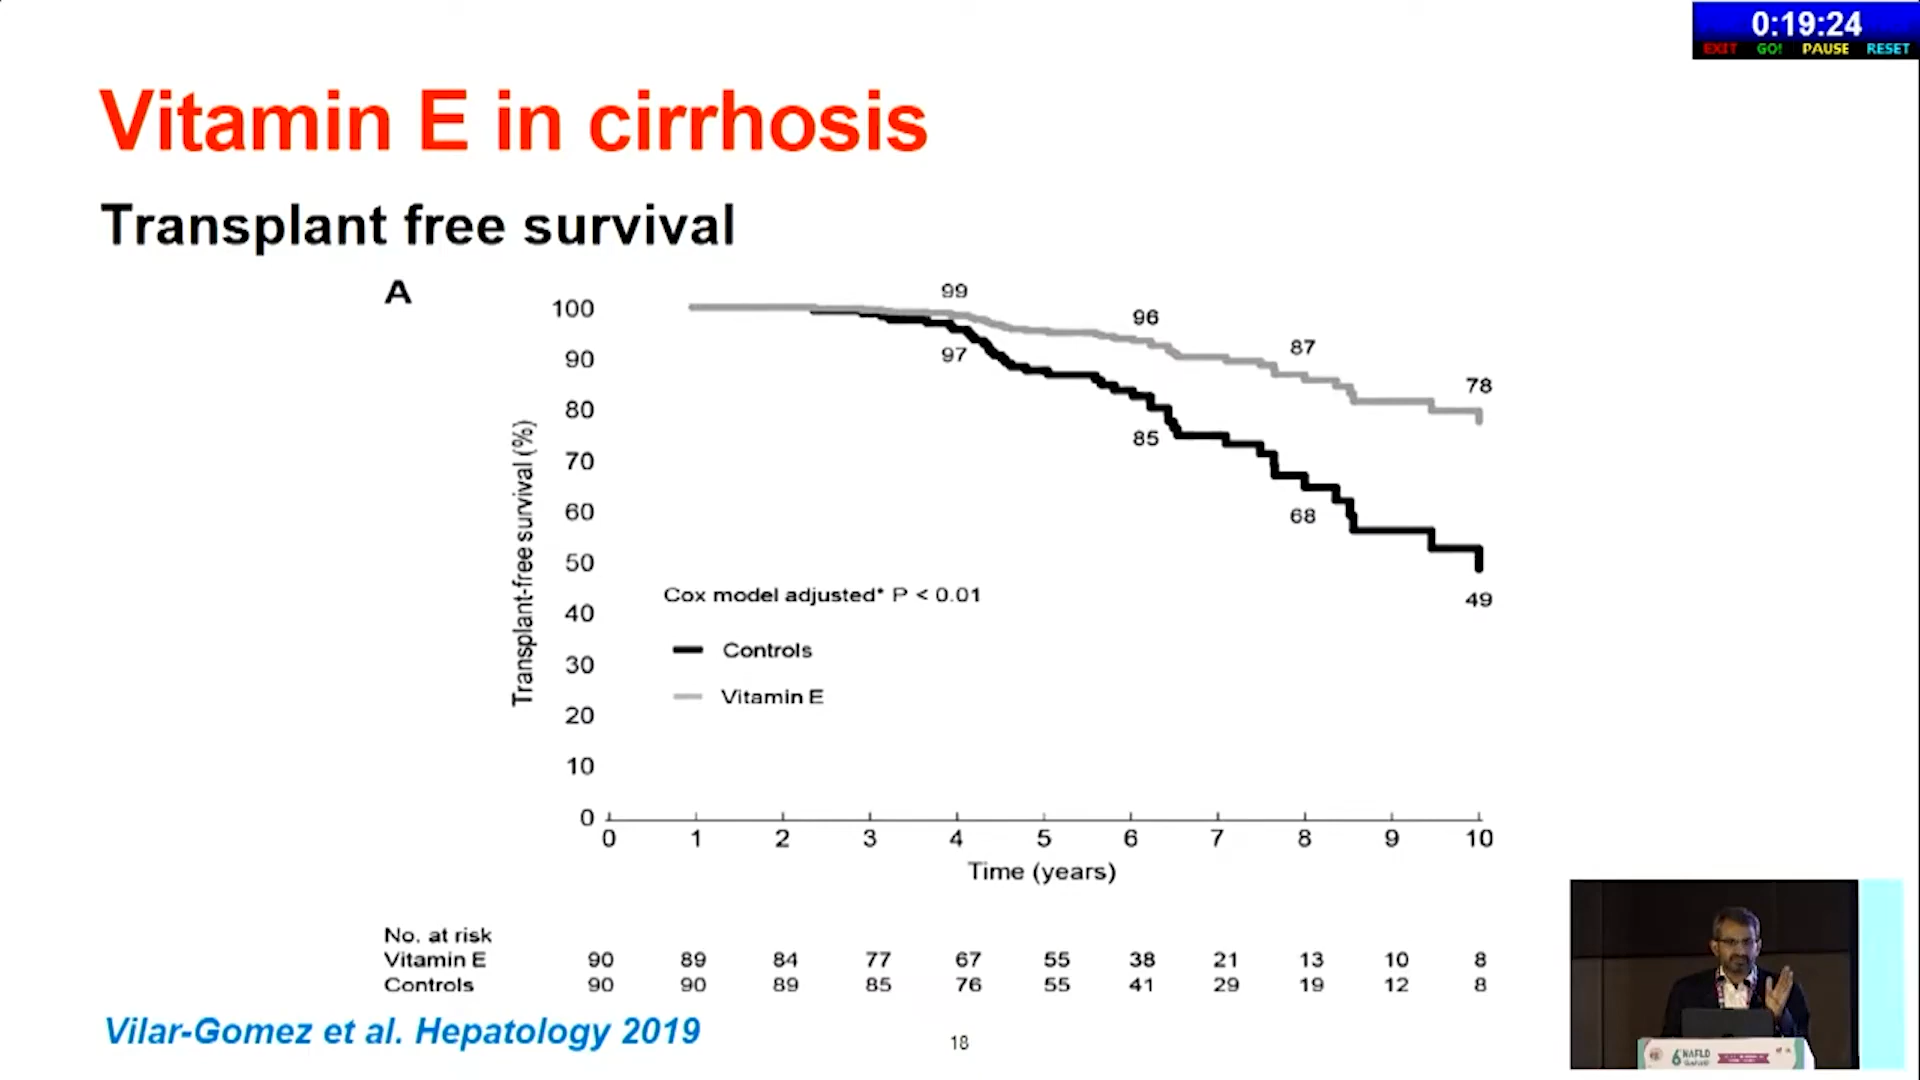 0:19:24
EXIT GO! PAUSE RESET
Vitamin E in cirrhosis
Transplant free survival
A
Transplant-free survival (%)
100
90
80
70
60
50
40
30
20
10
0
99
97
96
85
87
68
78
49
Cox model adjusted* P < 0.01
Controls
Vitamin E
0 1 2 3 4 5 6 7 8 9 10
Time (years)
No. at risk
Vitamin E 90 89 84 77 67 55 38 21 13 10 8
Controls 90 90 89 85 76 55 41 29 19 12 8
Vilar-Gomez et al. Hepatology 2019
18
6 NAFLD